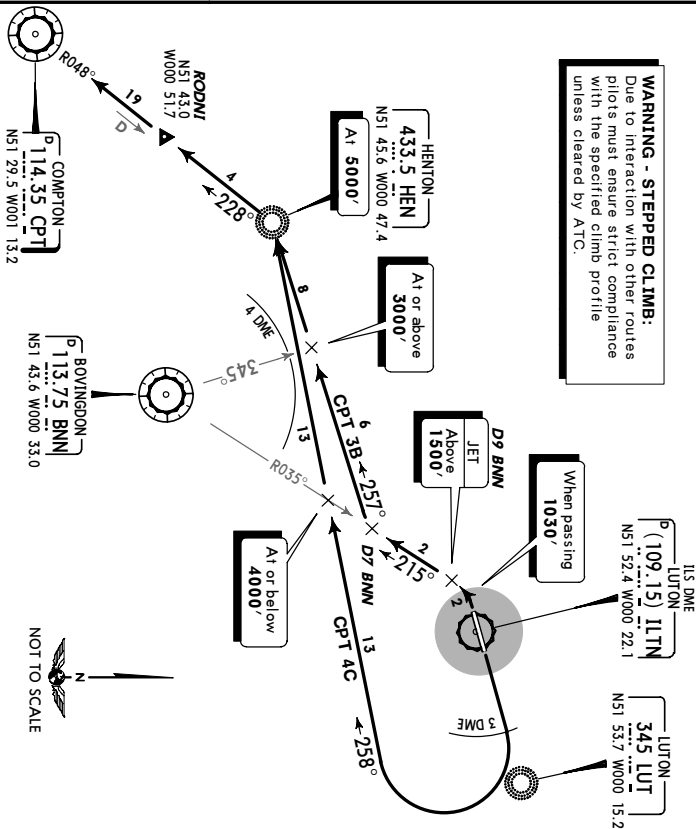 WARNING - STEPPED CLIMB:
Due to interaction with other routes
pilots must ensure strict compliance
with the specified climb profile
unless cleared by ATC.
ILS DME
LUTON
D (109.15) ILTN
N51 52.4 W000 22.1
LUTON
345 LUT
N51 53.7 W000 15.2
When passing
1030'
D9 BNN
JET
Above
1500'
2
3 DME
2
215°
D7 BNN
At or above
3000'
6
CPT 3B
257°
8
HENTON
433.5 HEN
N51 45.6 W000 47.4
At 5000'
4 DME
345°
13
R035°
At or below
4000'
13
CPT 4C
258°
4
228°
RODNI
N51 43.0
W000 51.7
19
D
R048°
COMPTON
D 114.35 CPT
N51 29.5 W001 13.2
BOVINGDON
D 113.75 BNN
N51 43.6 W000 33.0
N
NOT TO SCALE